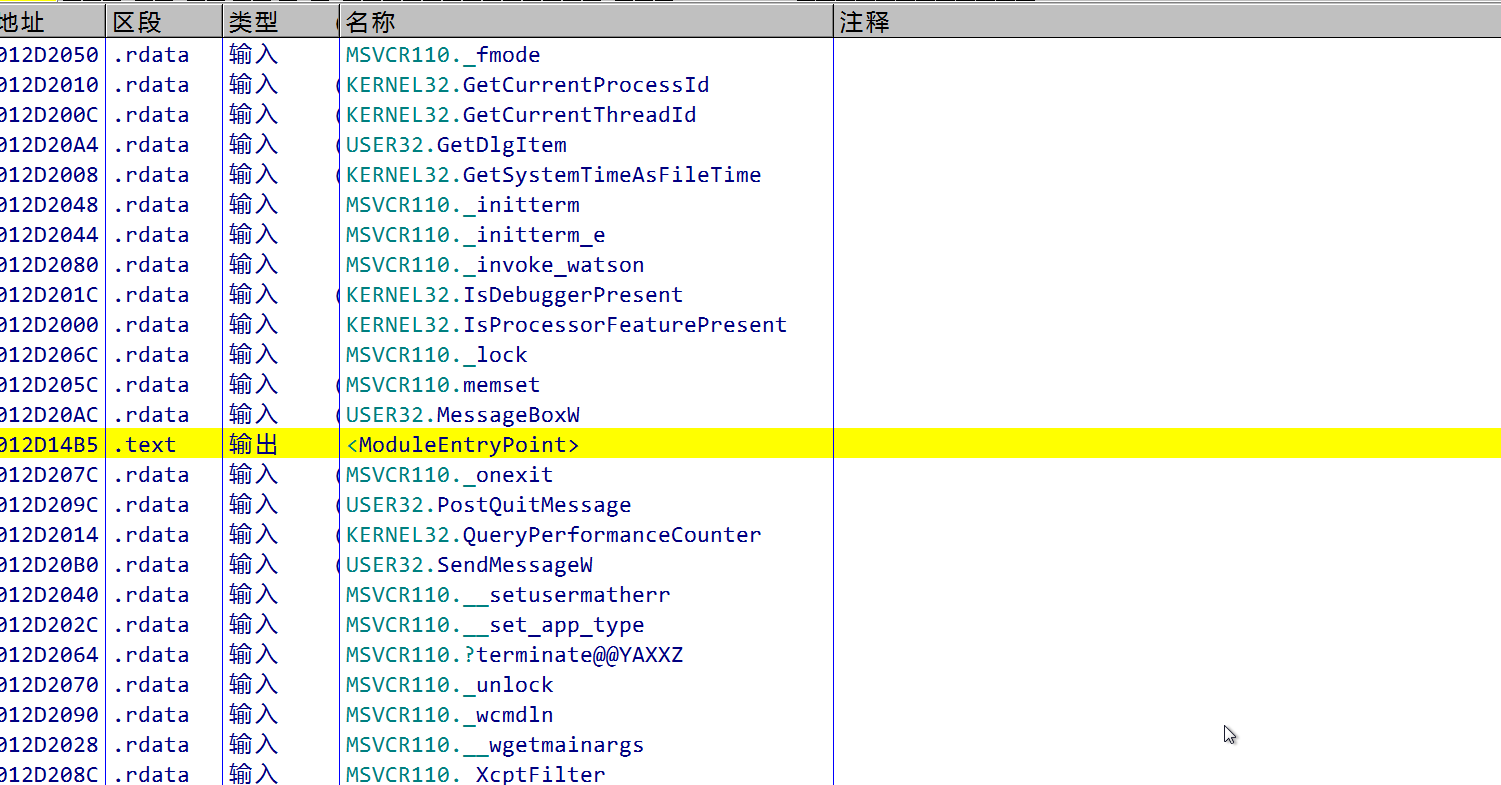 地址 区段 类型 ( 名称 注释
012D2050 .rdata 输入 MSVCR110._fmode
012D2010 .rdata 输入 ( KERNEL32.GetCurrentProcessId
012D200C .rdata 输入 ( KERNEL32.GetCurrentThreadId
012D20A4 .rdata 输入 ( USER32.GetDlgItem
012D2008 .rdata 输入 ( KERNEL32.GetSystemTimeAsFileTime
012D2048 .rdata 输入 MSVCR110._initterm
012D2044 .rdata 输入 MSVCR110._initterm_e
012D2080 .rdata 输入 MSVCR110._invoke_watson
012D201C .rdata 输入 ( KERNEL32.IsDebuggerPresent
012D2000 .rdata 输入 KERNEL32.IsProcessorFeaturePresent
012D206C .rdata 输入 MSVCR110._lock
012D205C .rdata 输入 ( MSVCR110.memset
012D20AC .rdata 输入 ( USER32.MessageBoxW
012D14B5 .text 输出 <ModuleEntryPoint>
012D207C .rdata 输入 ( MSVCR110._onexit
012D209C .rdata 输入 ( USER32.PostQuitMessage
012D2014 .rdata 输入 ( KERNEL32.QueryPerformanceCounter
012D20B0 .rdata 输入 ( USER32.SendMessageW
012D2040 .rdata 输入 MSVCR110.__setusermatherr
012D202C .rdata 输入 MSVCR110.__set_app_type
012D2064 .rdata 输入 MSVCR110.?terminate@@YAXXZ
012D2070 .rdata 输入 MSVCR110._unlock
012D2090 .rdata 输入 MSVCR110._wcmdln
012D2028 .rdata 输入 MSVCR110.__wgetmainargs
012D208C .rdata 输入 MSVCR110._XcptFilter